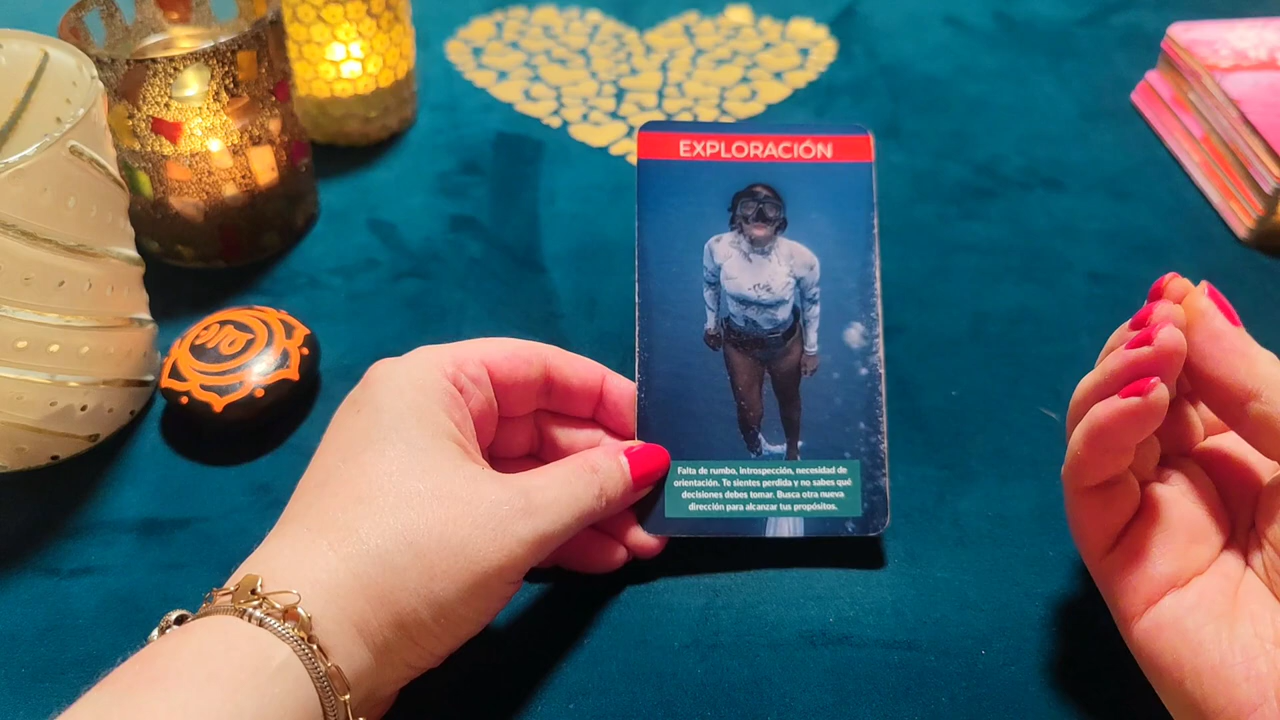 EXPLORACIÓN
Falta de rumbo, introspección, necesidad de
orientación. Te sientes perdida y no sabes qué
decisiones debes tomar. Busca otra nueva
dirección para alcanzar tus propósitos.